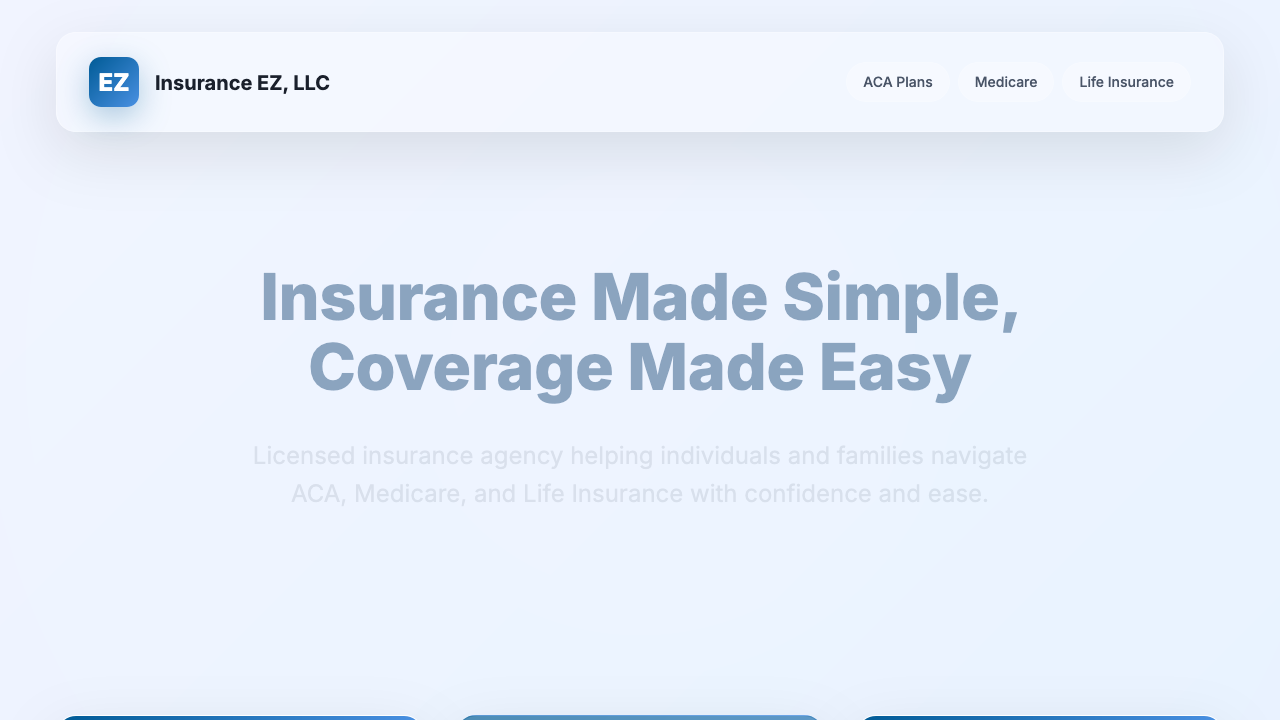 EZ
Insurance EZ, LLC
ACA Plans
Medicare
Life Insurance
Insurance Made Simple,
Coverage Made Easy
Licensed insurance agency helping individuals and families navigate
ACA, Medicare, and Life Insurance with confidence and ease.